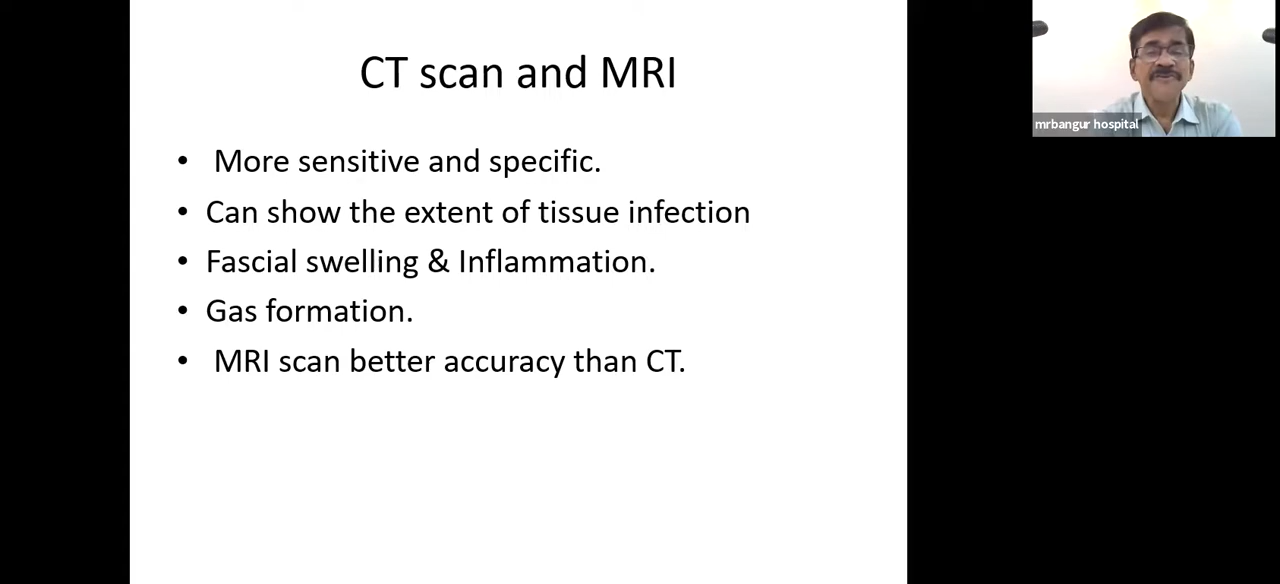 CT scan and MRI
• More sensitive and specific.
• Can show the extent of tissue infection
• Fascial swelling & Inflammation.
• Gas formation.
• MRI scan better accuracy than CT.
mrbangur hospital